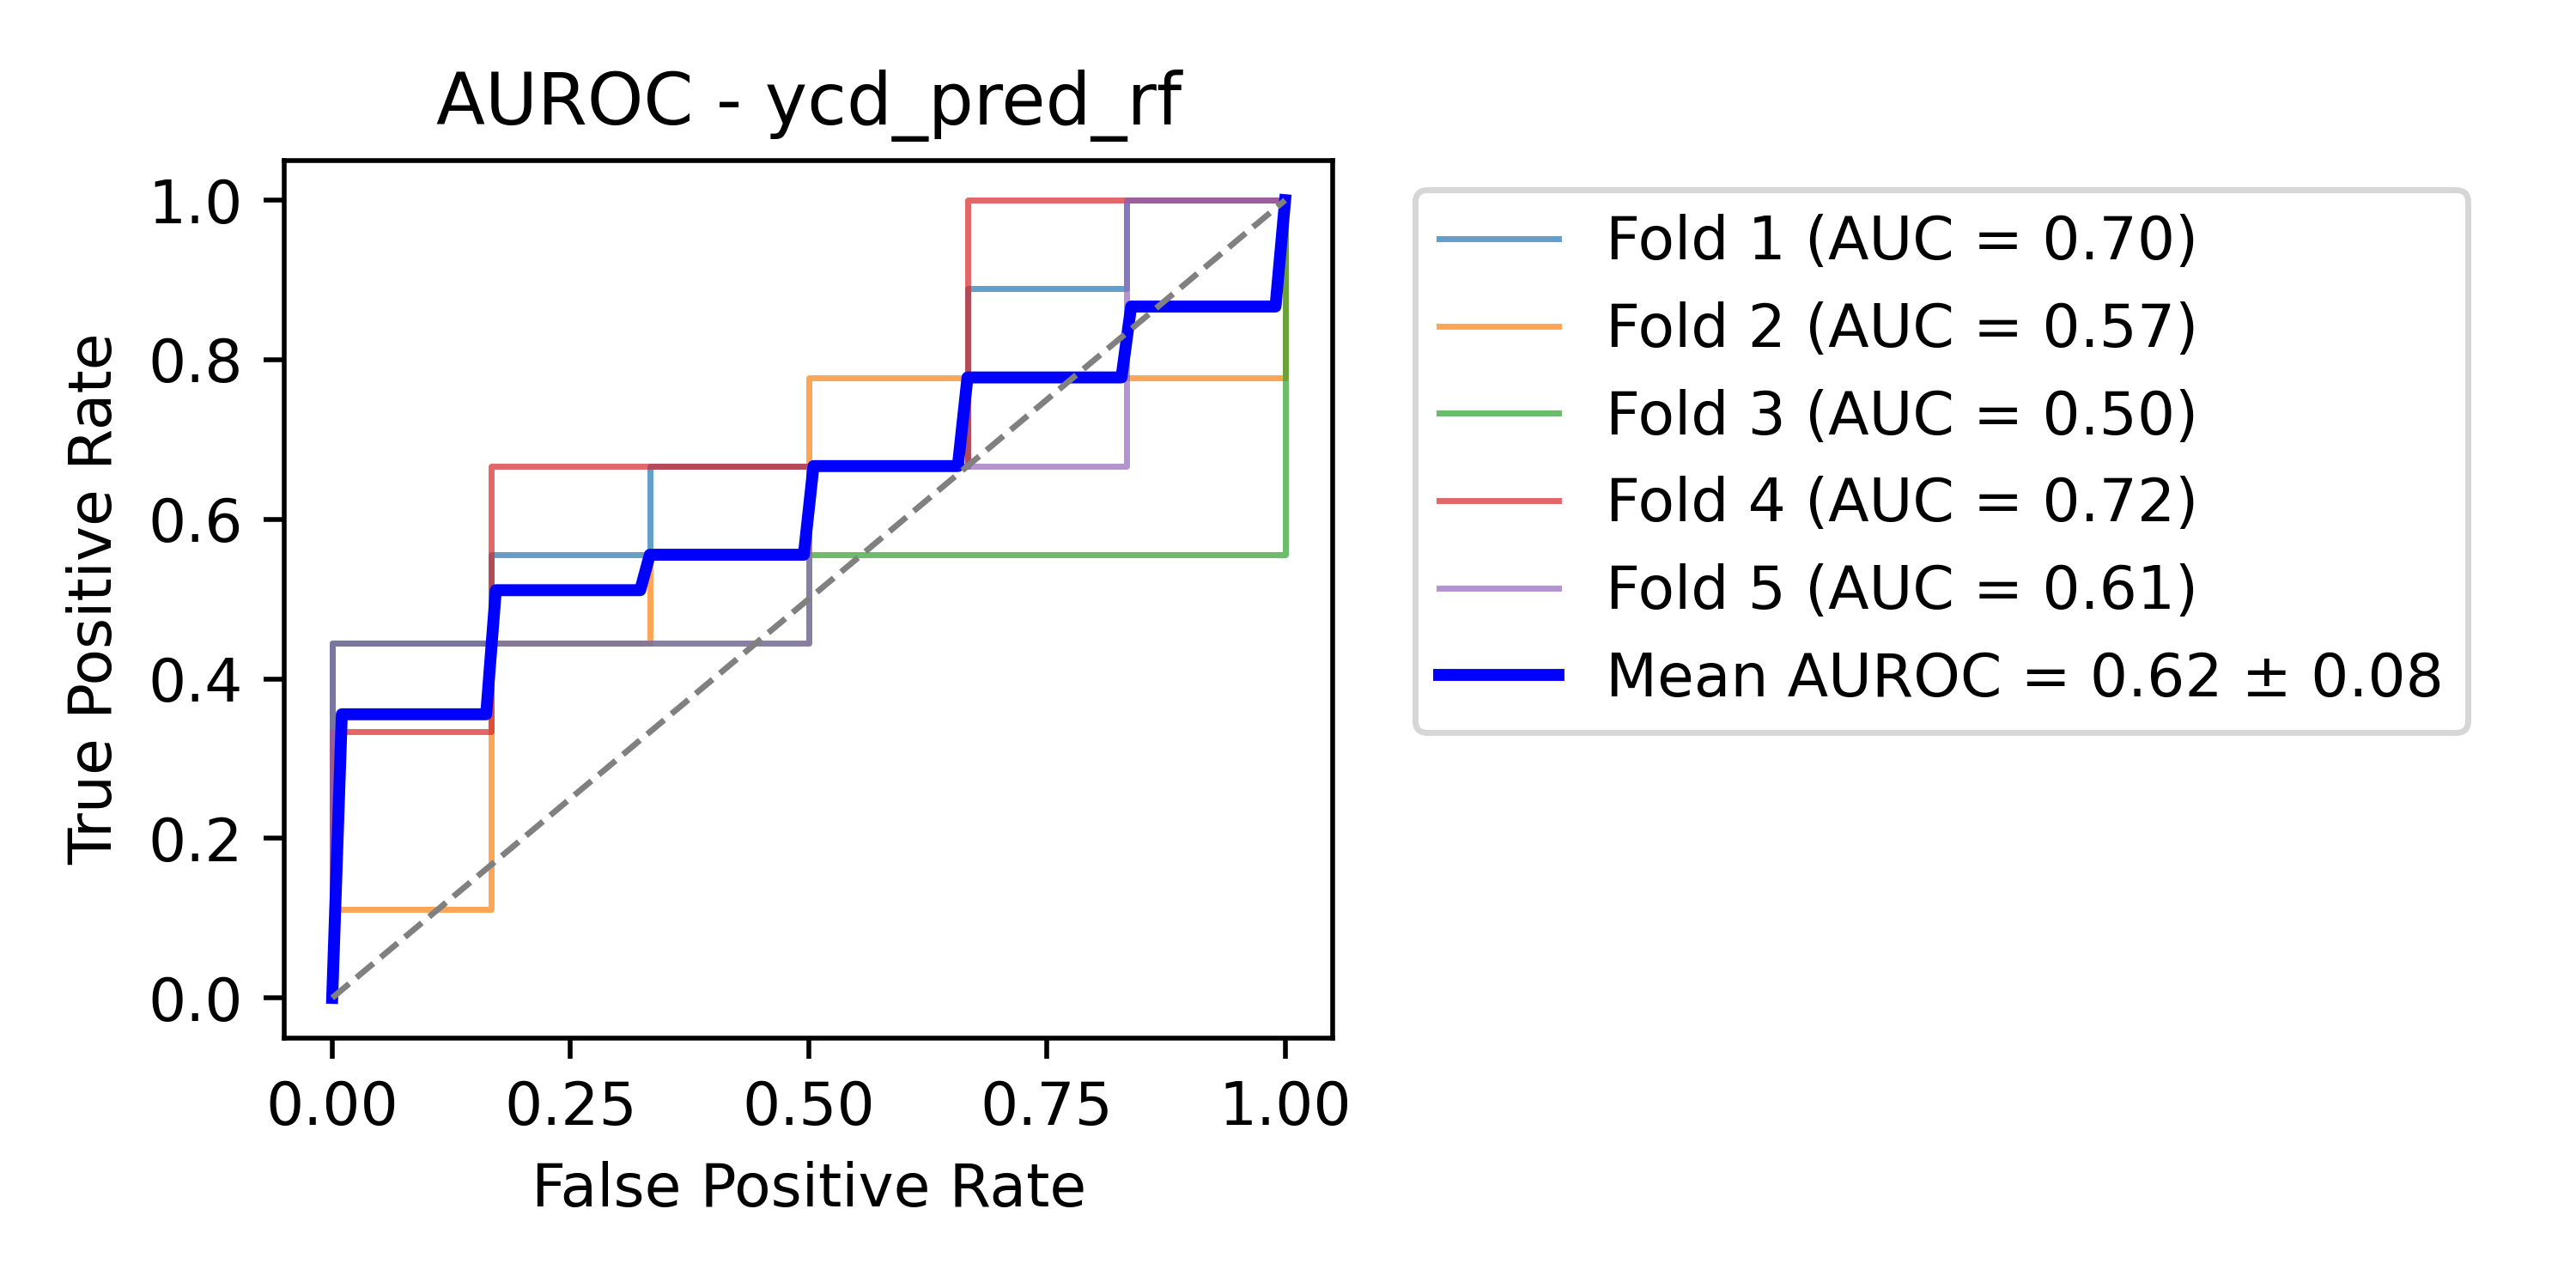 AUROC - ycd_pred_rf
True Positive Rate
1.0
0.8
0.6
0.4
0.2
0.0
0.00 0.25 0.50 0.75 1.00
False Positive Rate
Fold 1 (AUC = 0.70)
Fold 2 (AUC = 0.57)
Fold 3 (AUC = 0.50)
Fold 4 (AUC = 0.72)
Fold 5 (AUC = 0.61)
Mean AUROC = 0.62 ± 0.08